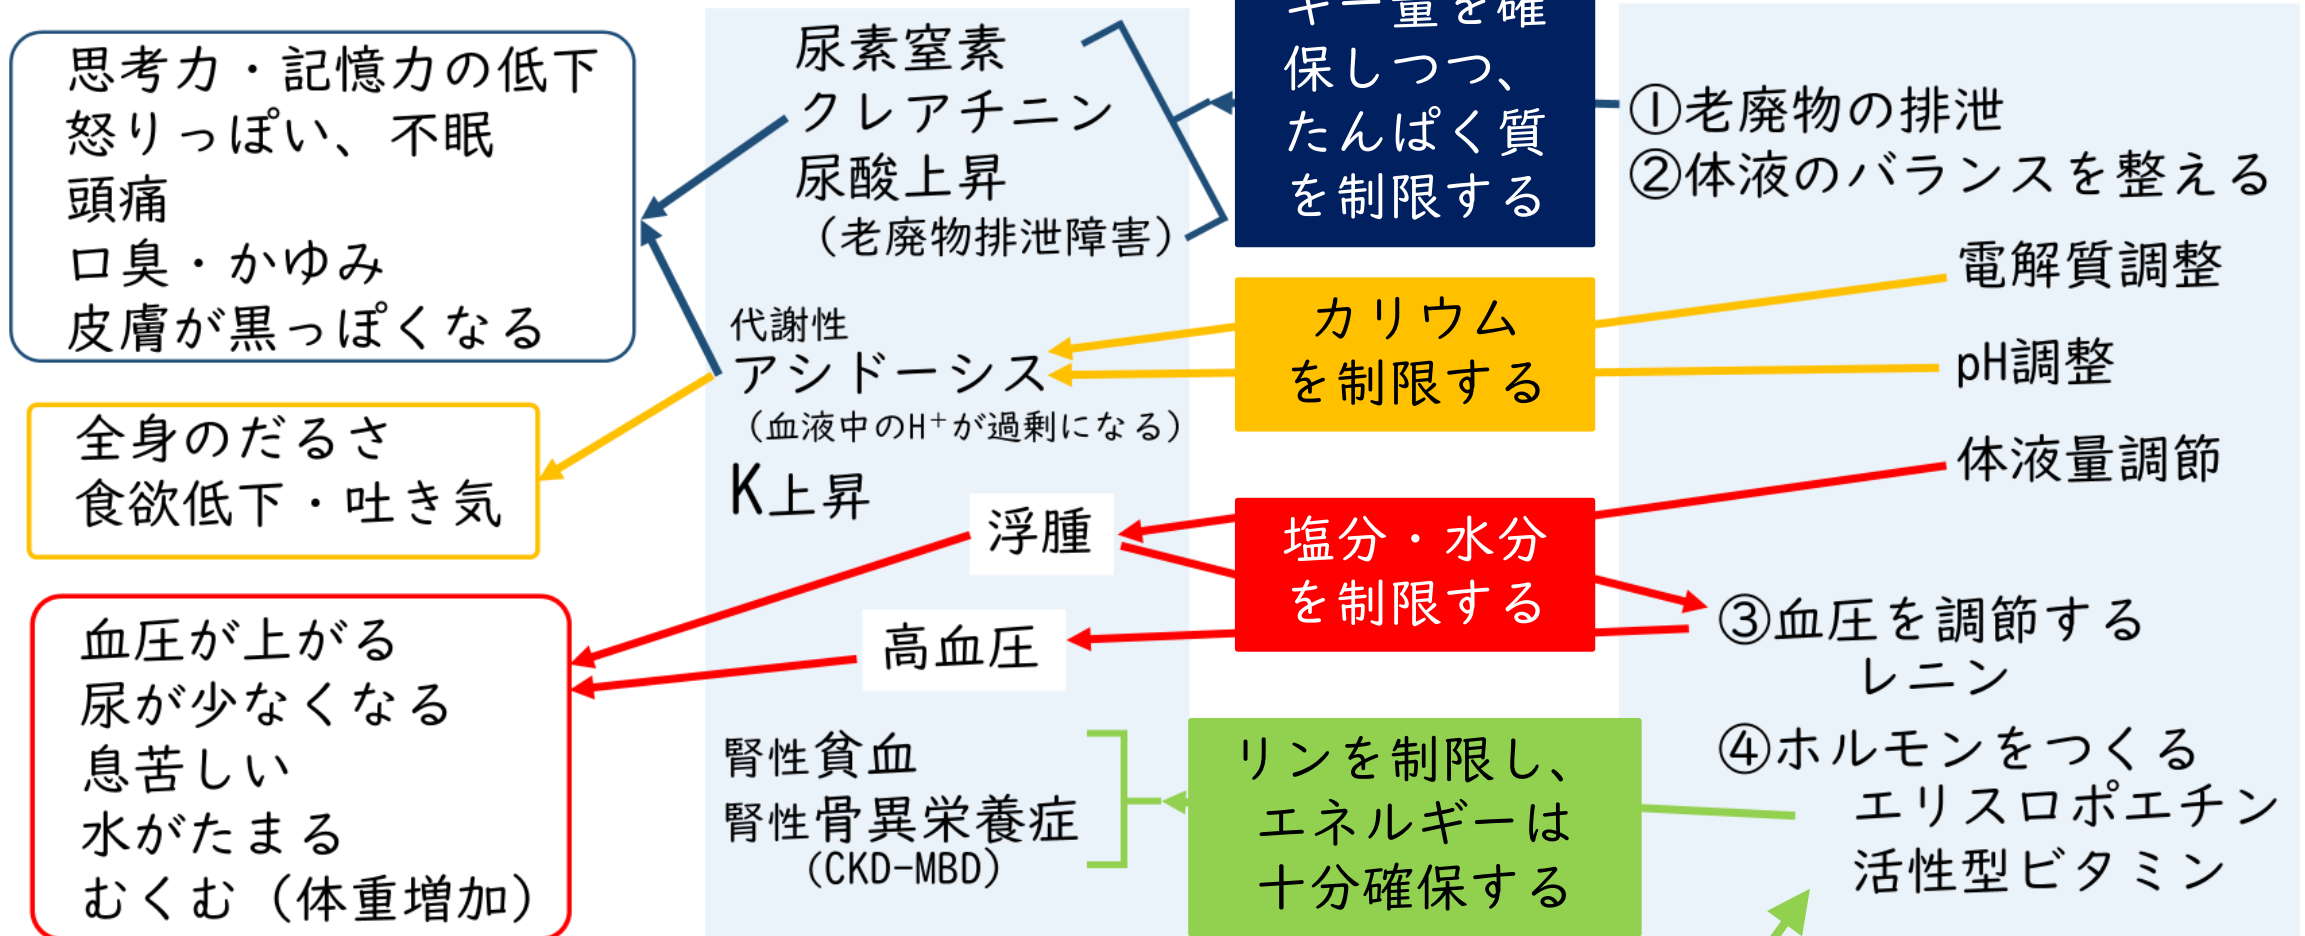 思考力・記憶力の低下
怒りっぽい、不眠
頭痛
口臭・かゆみ
皮膚が黒っぽくなる
全身のだるさ
食欲低下・吐き気
血圧が上がる
尿が少なくなる
息苦しい
水がたまる
むくむ（体重増加）
尿素窒素
クレアチニン
尿酸上昇
（老廃物排泄障害）
代謝性
アシドーシス
（血液中のH⁺が過剰になる）
K上昇
浮腫
高血圧
腎性貧血
腎性骨異栄養症
（CKD-MBD）
ギー量を確
保しつつ、
たんぱく質
を制限する
カリウム
を制限する
塩分・水分
を制限する
リンを制限し、
エネルギーは
十分確保する
①老廃物の排泄
②体液のバランスを整える
電解質調整
pH調整
体液量調節
③血圧を調節する
レニン
④ホルモンをつくる
エリスロポエチン
活性型ビタミン